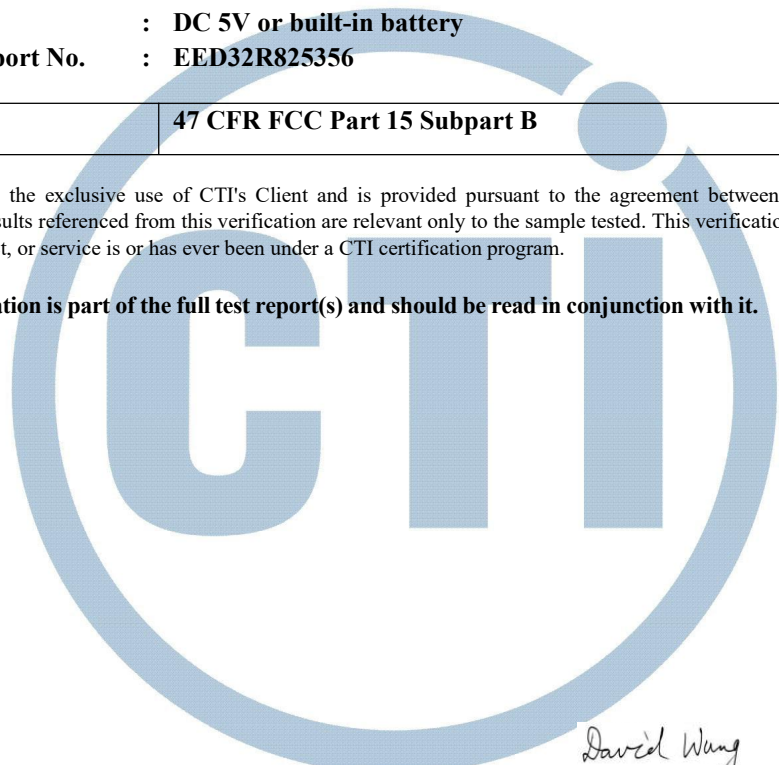 : DC 5V or built-in battery
port No. : EED32R825356
47 CFR FCC Part 15 Subpart B
the exclusive use of CTI's Client and is provided pursuant to the agreement between
sults referenced from this verification are relevant only to the sample tested. This verificatio
t, or service is or has ever been under a CTI certification program.
ation is part of the full test report(s) and should be read in conjunction with it.
CTI
David Wang